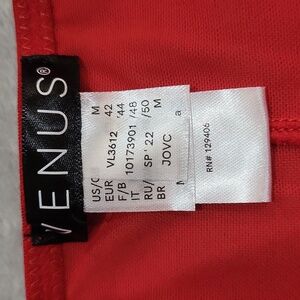 VENUS®
US/C M
EUR VL3612 42
F/B '44
IT 10173901 /48
RU/ SP ' 22 /50
BR JOVC M
a
RN# 129406